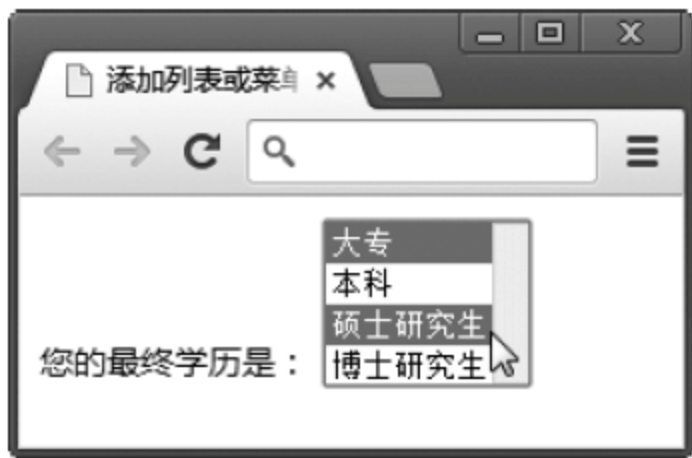 添加列表或菜单
大专
本科
硕士研究生
您的最终学历是：
博士研究生